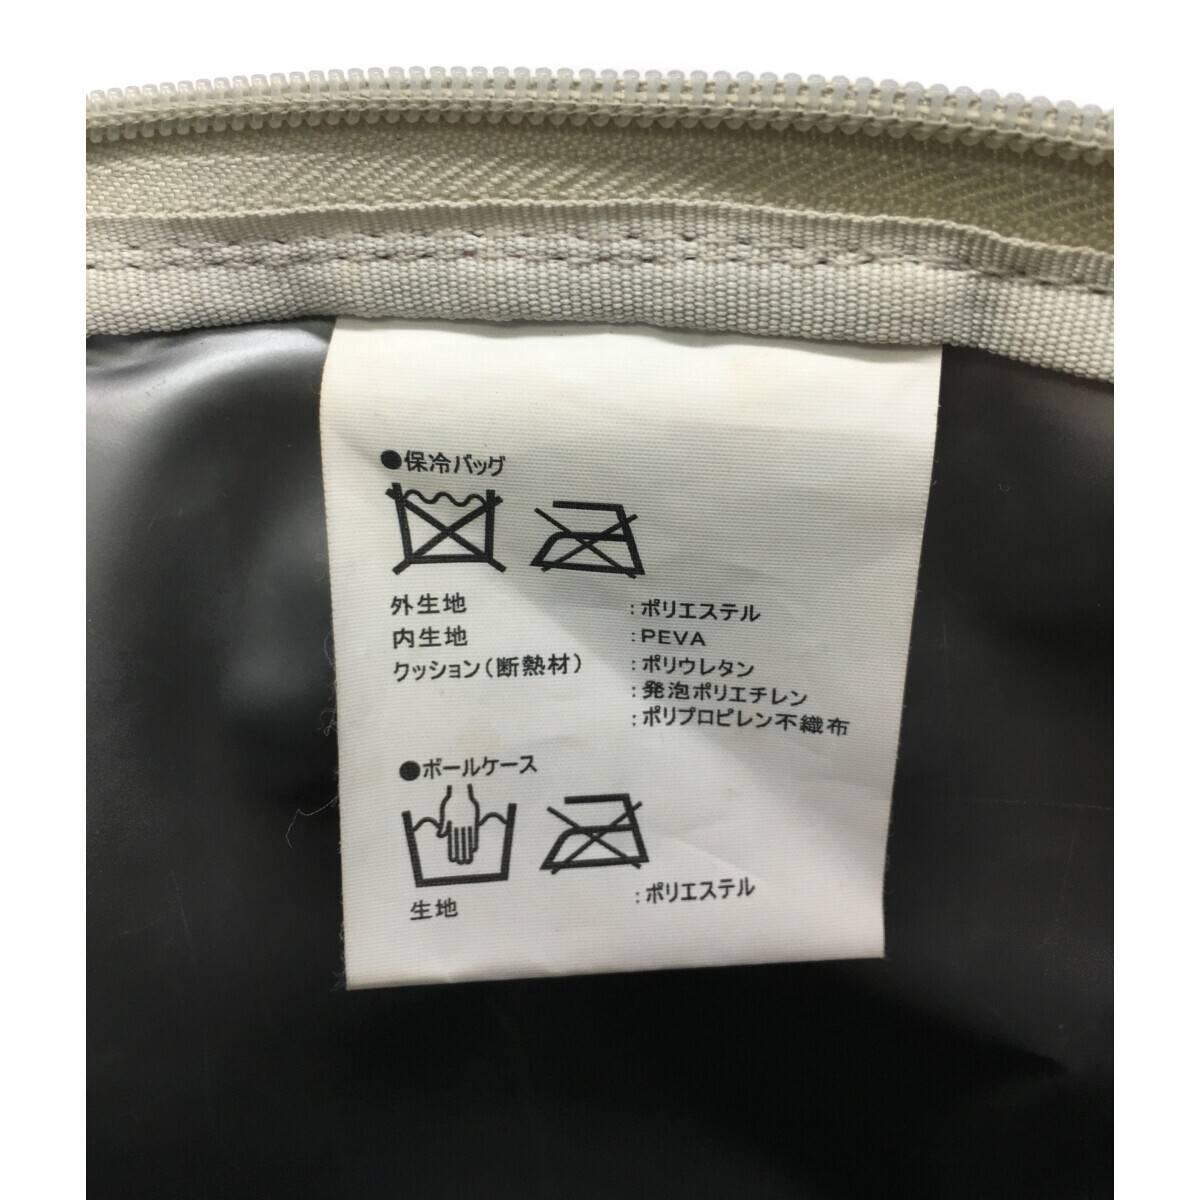 ●保冷バッグ
外生地 :ポリエステル
内生地 :PEVA
クッション(断熱材) :ポリウレタン
:発泡ポリエチレン
:ポリプロピレン不織布
●ボールケース
生地 :ポリエステル